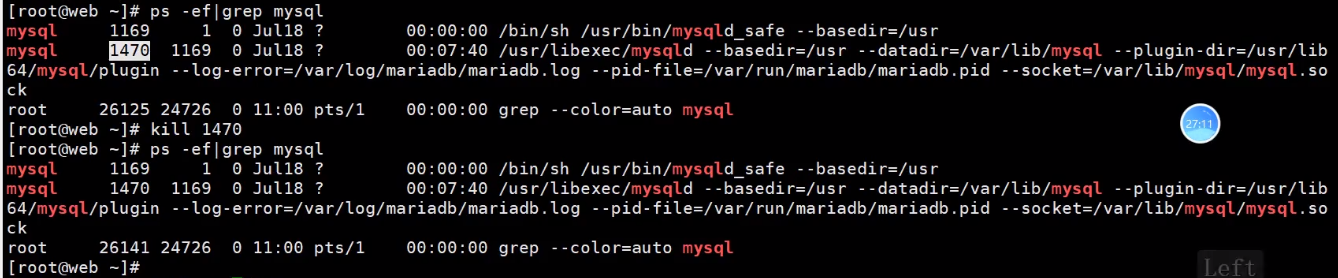 [root@web ~]# ps -ef|grep mysql
mysql     1169     1  0 Jul18 ?        00:00:00 /bin/sh /usr/bin/mysqld_safe --basedir=/usr
mysql     1470  1169  0 Jul18 ?        00:07:40 /usr/libexec/mysqld --basedir=/usr --datadir=/var/lib/mysql --plugin-dir=/usr/lib
64/mysql/plugin --log-error=/var/log/mariadb/mariadb.log --pid-file=/var/run/mariadb/mariadb.pid --socket=/var/lib/mysql/mysql.so
ck
root     26125 24726  0 11:00 pts/1    00:00:00 grep --color=auto mysql
[root@web ~]# kill 1470
27:11
[root@web ~]# ps -ef|grep mysql
mysql     1169     1  0 Jul18 ?        00:00:00 /bin/sh /usr/bin/mysqld_safe --basedir=/usr
mysql     1470  1169  0 Jul18 ?        00:07:40 /usr/libexec/mysqld --basedir=/usr --datadir=/var/lib/mysql --plugin-dir=/usr/lib
64/mysql/plugin --log-error=/var/log/mariadb/mariadb.log --pid-file=/var/run/mariadb/mariadb.pid --socket=/var/lib/mysql/mysql.so
ck
root     26141 24726  0 11:00 pts/1    00:00:00 grep --color=auto mysql
[root@web ~]#
Left